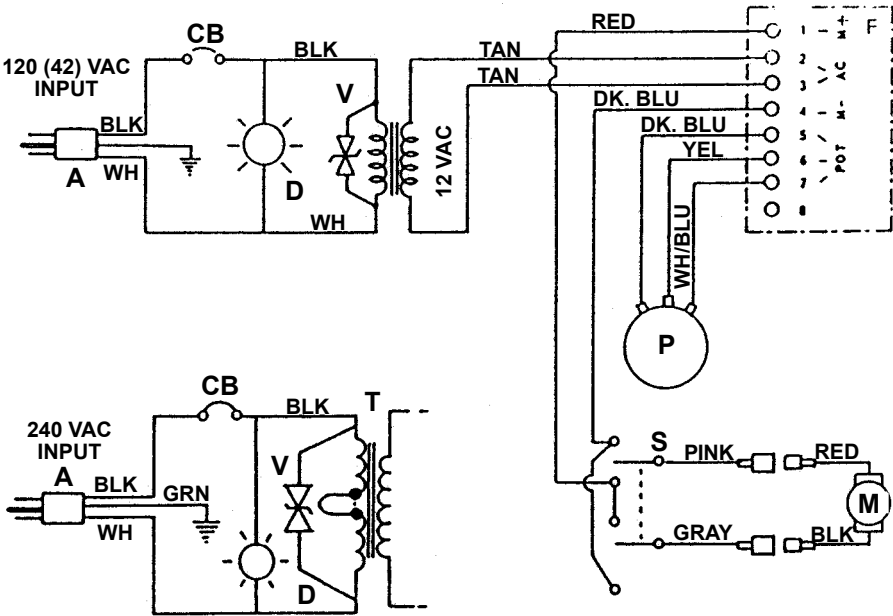 RED
1 – M+
F
CB
BLK
TAN
2
120 (42) VAC
INPUT
V
TAN
3
AC
DK. BLU
4 – M-
BLK
DK. BLU
5
YEL
6 –
POT
A
WH
D
12 VAC
7
WH
WH/BLU
8
P
CB
BLK
T
240 VAC
INPUT
A
V
S
PINK
RED
BLK
GRN
M
WH
GRAY
BLK
D